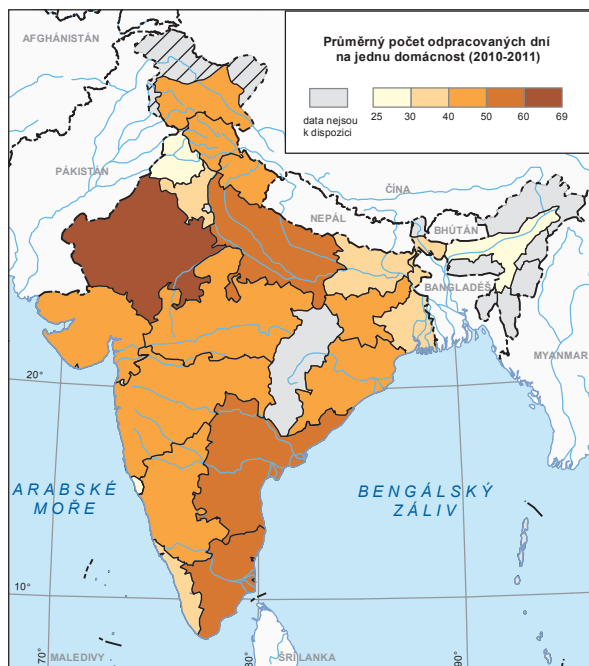 AFGHÁNISTÁN
Průměrný počet odpracovaných dní
na jednu domácnost (2010-2011)
data nejsou
k dispozici
25 30 40 50 60 69
PÁKISTÁN
ČÍNA
NEPÁL
BHÚTÁN
BANGLADÉŠ
MYANMAR
20°
ARABSKÉ
MOŘE
BENGÁLSKÝ
ZÁLIV
10°
70°
80°
90°
MALEDIVY
ŠRÍ LANKA